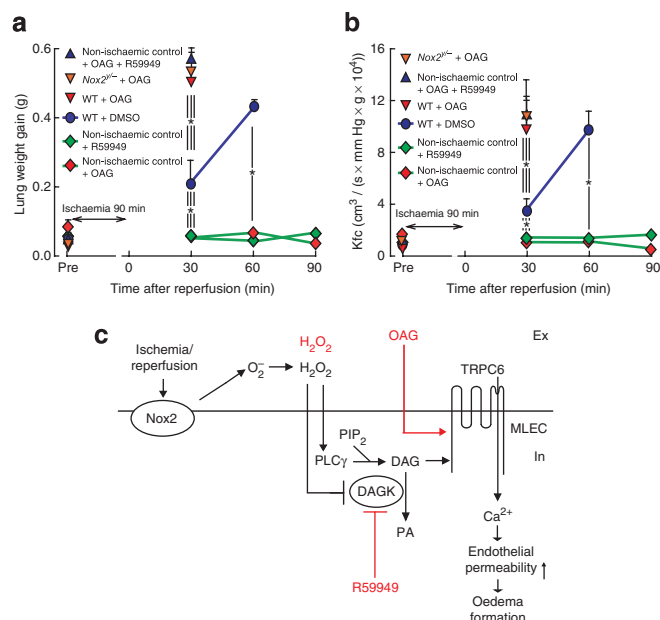 a
Lung weight gain (g)
0.6
0.4
0.2
0.0
Non-ischaemic control
+ OAG + R59949
Nox2y/– + OAG
WT + OAG
WT + DMSO
Non-ischaemic control
+ R59949
Non-ischaemic control
+ OAG
Ischaemia 90 min
*
*
*
Pre
0
30
60
90
Time after reperfusion (min)
b
Kfc (cm3 / (s × mm Hg × g × 104))
16
12
8
4
0
Nox2y/– + OAG
Non-ischaemic control
+ OAG + R59949
WT + OAG
WT + DMSO
Non-ischaemic control
+ R59949
Non-ischaemic control
+ OAG
Ischaemia 90 min
*
*
*
Pre
0
30
60
90
Time after reperfusion (min)
c
Ischemia/
reperfusion
Nox2
O2–
H2O2
H2O2
OAG
Ex
TRPC6
MLEC
In
PIP2
PLCγ
DAG
DAGK
PA
R59949
Ca2+
Endothelial
permeability
Oedema
formation